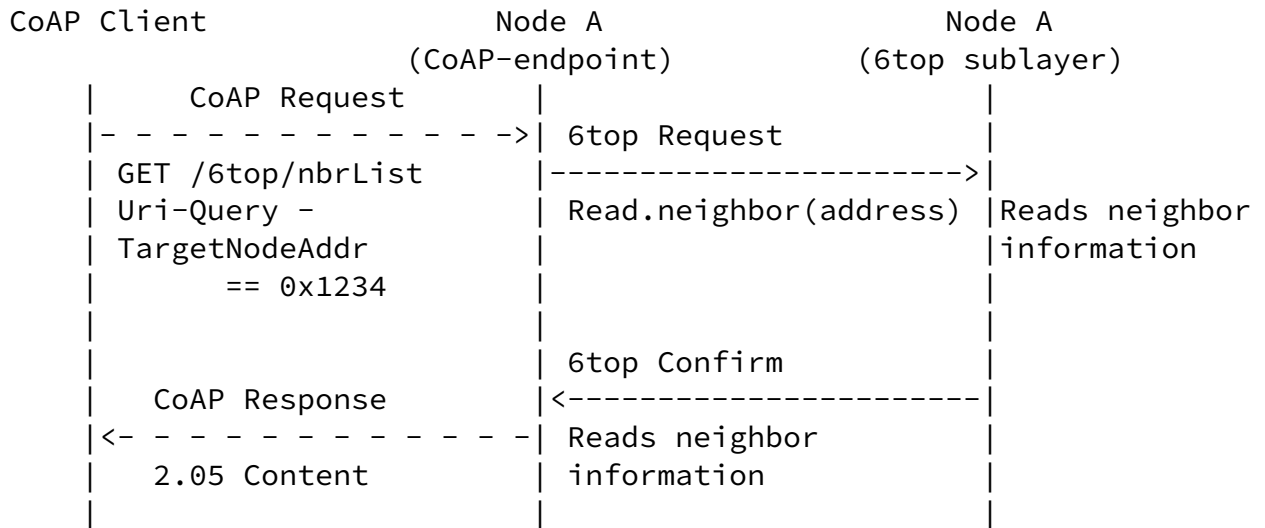 CoAP Client                Node A                   Node A
                      (CoAP-endpoint)          (6top sublayer)
    |     CoAP Request       |                        |
    |- - - - - - - - - - - ->| 6top Request           |
    | GET /6top/nbrList      |----------------------->|
    | Uri-Query -            | Read.neighbor(address) |Reads neighbor
    | TargetNodeAddr         |                        |information
    |       == 0x1234        |                        |
    |                        |                        |
    |                        | 6top Confirm           |
    |   CoAP Response        |<-----------------------|
    |<- - - - - - - - - - - -| Reads neighbor         |
    |   2.05 Content         | information            |
    |                        |                        |